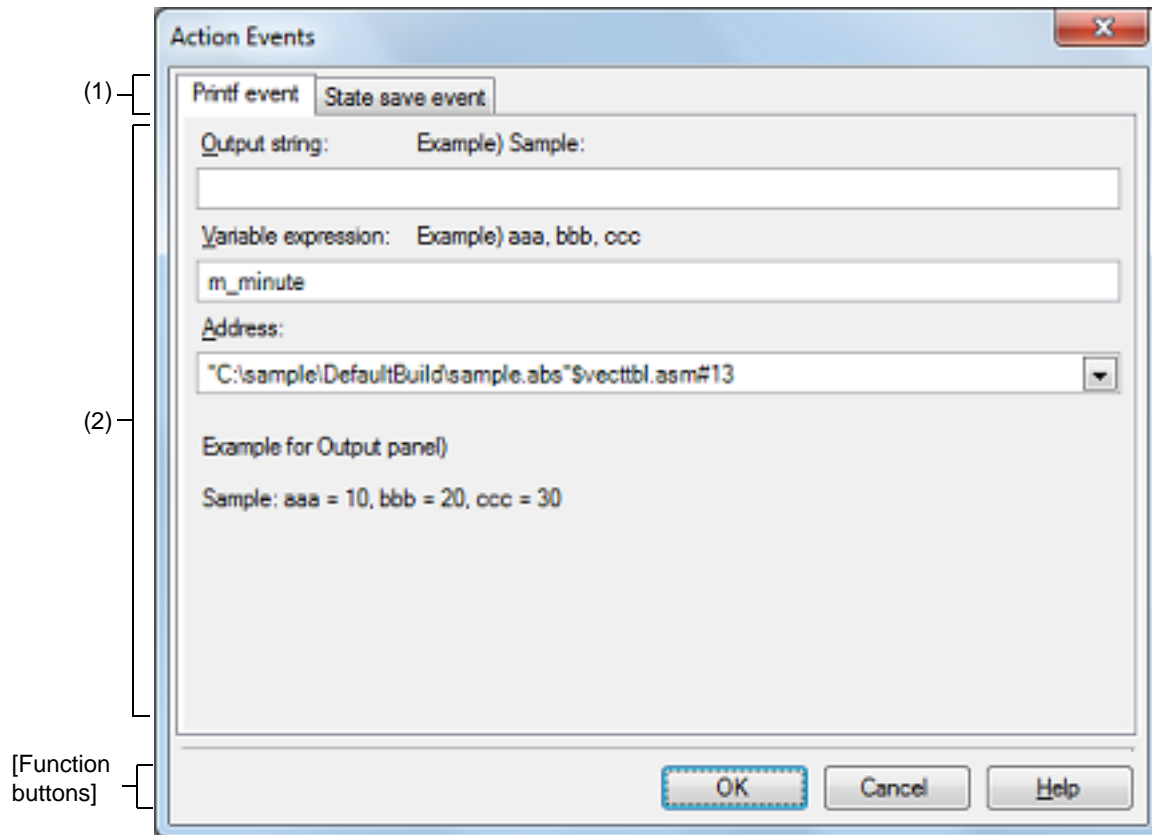 Action Events
(1)
Printf event State save event
Output string: Example) Sample:
Variable expression: Example) aaa, bbb, ccc
m_minute
Address:
"C:\sample\DefaultBuild\sample.abs"$vecttbl.asm#13
(2)
Example for Output panel)
Sample: aaa = 10, bbb = 20, ccc = 30
[Function
buttons]
OK Cancel Help